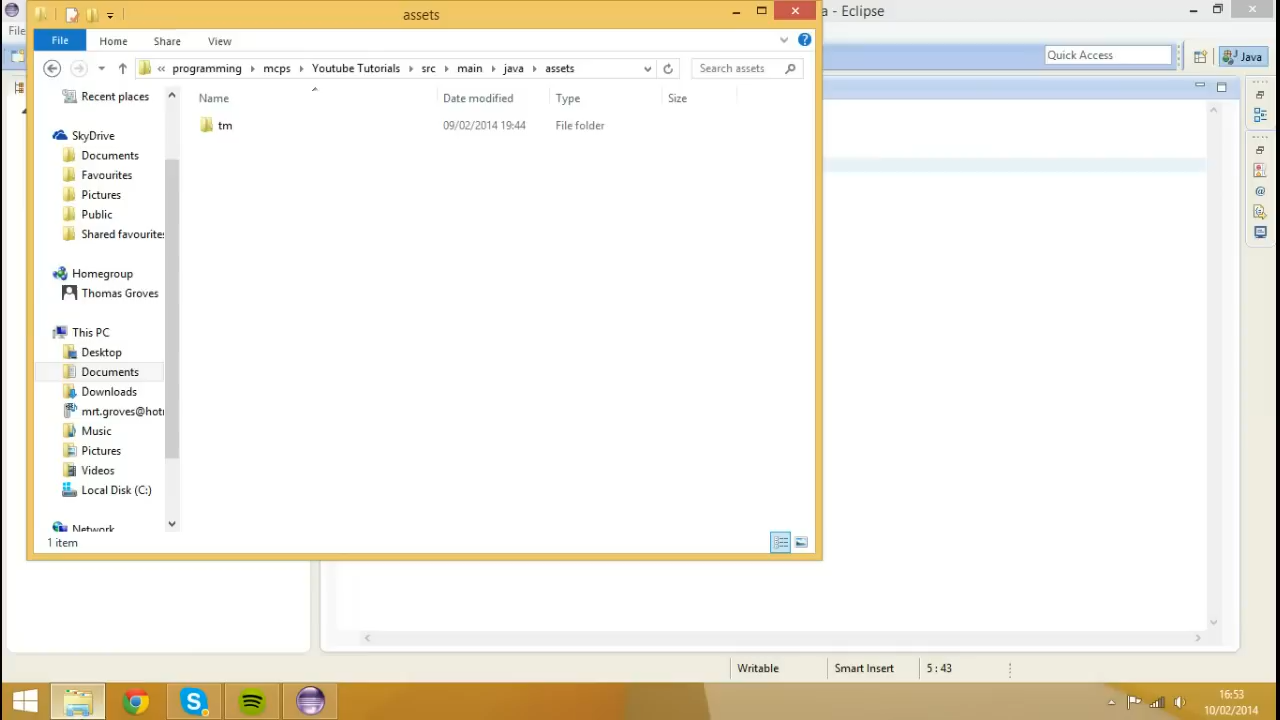 assets
a - Eclipse
File
File Home Share View
« programming mcps Youtube Tutorials src main java assets
Search assets
Quick Access
Java
Name Date modified Type Size
tm 09/02/2014 19:44 File folder
Recent places
SkyDrive
Documents
Favourites
Pictures
Public
Shared favourite
Homegroup
Thomas Groves
This PC
Desktop
Documents
Downloads
mrt.groves@hot
Music
Pictures
Videos
Local Disk (C:)
Network
1 item
Writable Smart Insert 5 : 43
16:53
10/02/2014